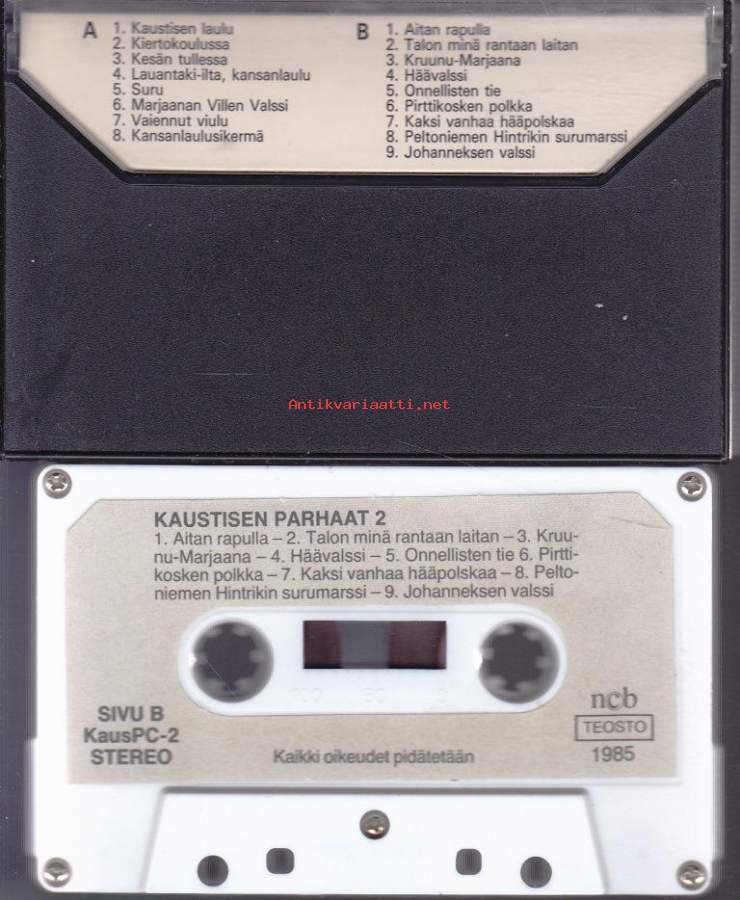 A
1. Kaustisen laulu
2. Kiertokoulussa
3. Kesän tullessa
4. Lauantaki-ilta, kansanlaulu
5. Suru
6. Marjaanan Villen Valssi
7. Vaiennut viulu
8. Kansanlaulusikermä
B
1. Aitan rapulla
2. Talon minä rantaan laitan
3. Kruunu-Marjaana
4. Häävalssi
5. Onnellisten tie
6. Pirttikosken polkka
7. Kaksi vanhaa hääpolskaa
8. Peltoniemen Hintrikin surumarssi
9. Johanneksen valssi
Antikvariaatti.net
KAUSTISEN PARHAAT 2
1. Aitan rapulla – 2. Talon minä rantaan laitan – 3. Kruu-
nu-Marjaana – 4. Häävalssi – 5. Onnellisten tie 6. Pirtti-
kosken polkka – 7. Kaksi vanhaa hääpolskaa – 8. Pelto-
niemen Hintrikin surumarssi – 9. Johanneksen valssi
100 50 0
SIVU B
KausPC-2
STEREO
Kaikki oikeudet pidätetään
ncb
TEOSTO
1985